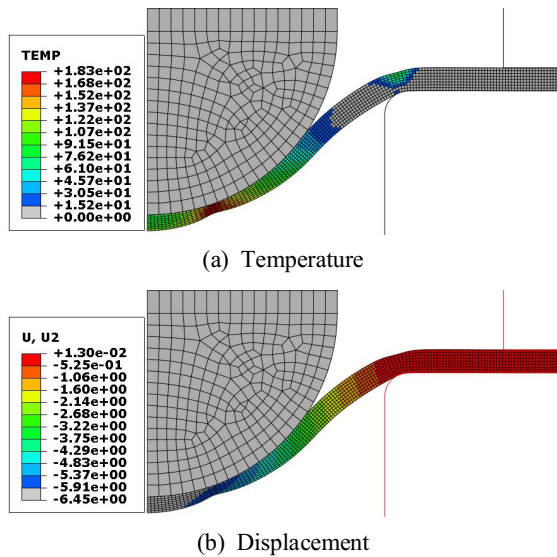 TEMP
+1.83e+02
+1.68e+02
+1.52e+02
+1.37e+02
+1.22e+02
+1.07e+02
+9.15e+01
+7.62e+01
+6.10e+01
+4.57e+01
+3.05e+01
+1.52e+01
+0.00e+00
(a) Temperature
U, U2
+1.30e-02
-5.25e-01
-1.06e+00
-1.60e+00
-2.14e+00
-2.68e+00
-3.22e+00
-3.75e+00
-4.29e+00
-4.83e+00
-5.37e+00
-5.91e+00
-6.45e+00
(b) Displacement